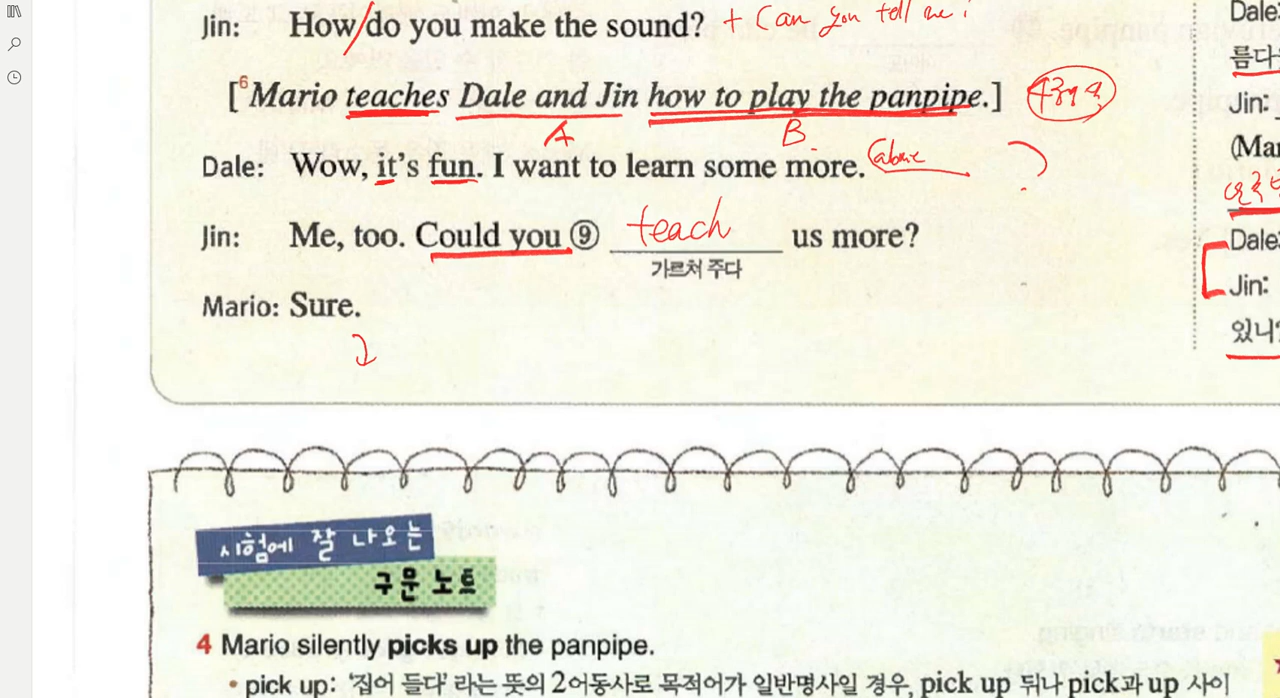 Jin: How/do you make the sound? + Can you tell me?
[6 Mario teaches Dale and Jin how to play the panpipe.] 4형식
A B
Dale: Wow, it's fun. I want to learn some more.
Jin: Me, too. Could you ⑨ teach us more?
가르쳐 주다
Mario: Sure.
Dale:
름다
Jin:
(Mar
Dale:
Jin:
있니?
시험에 잘 나오는
구문 노트
4 Mario silently picks up the panpipe.
• pick up: '집어 들다' 라는 뜻의 2어동사로 목적어가 일반명사일 경우, pick up 뒤나 pick과 up 사이